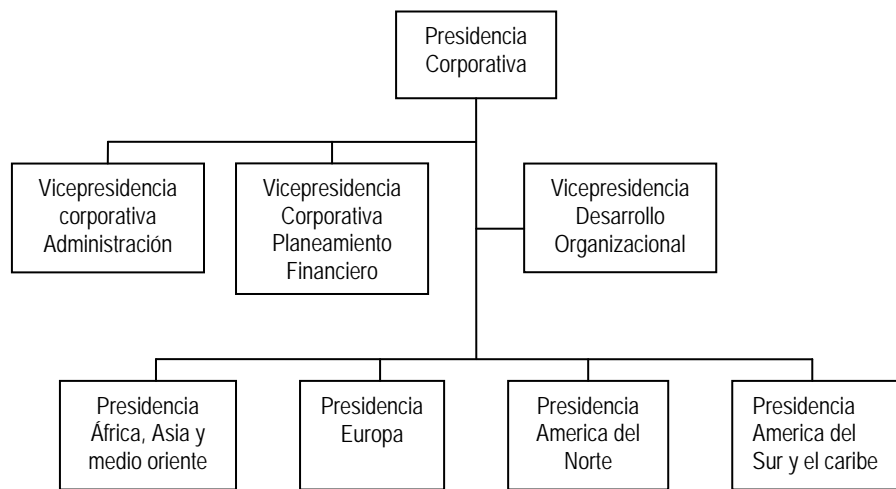 Presidencia
Corporativa
Vicepresidencia
corporativa
Administración
Vicepresidencia
Corporativa
Planeamiento
Financiero
Vicepresidencia
Desarrollo
Organizacional
Presidencia
África, Asia y
medio oriente
Presidencia
Europa
Presidencia
America del
Norte
Presidencia
America del
Sur y el caribe